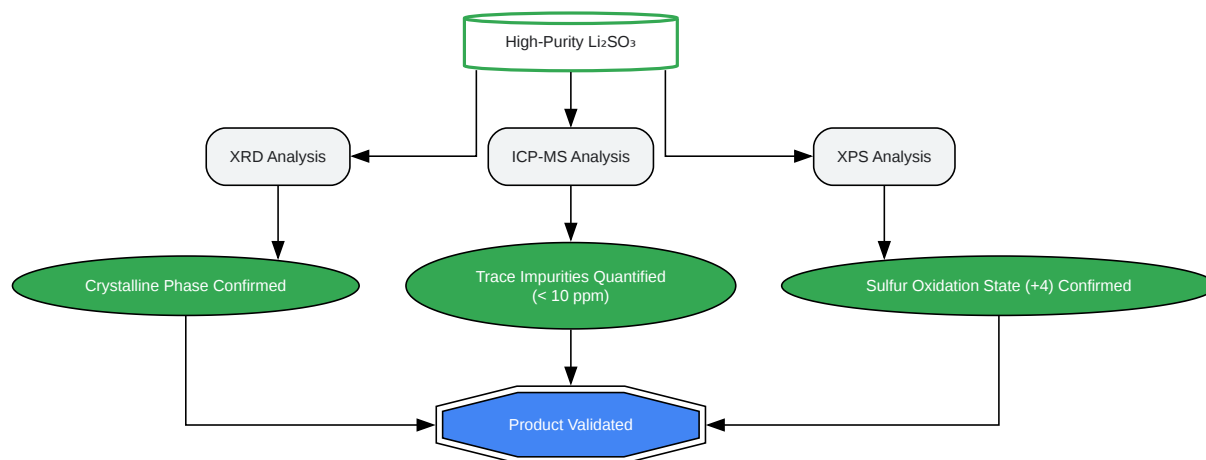 High-Purity Li₂SO₃
XRD Analysis
ICP-MS Analysis
XPS Analysis
Crystalline Phase Confirmed
Trace Impurities Quantified
(< 10 ppm)
Sulfur Oxidation State (+4) Confirmed
Product Validated